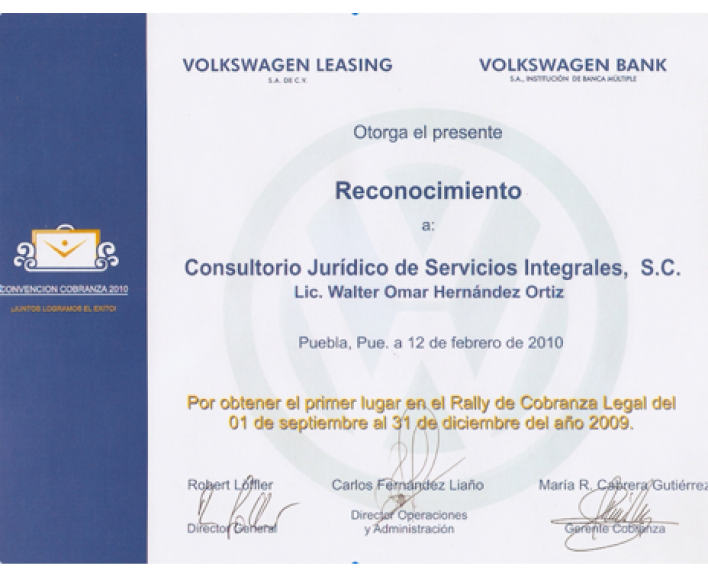 VOLKSWAGEN LEASING
S.A. DE C.V.
VOLKSWAGEN BANK
S.A., INSTITUCIÓN DE BANCA MÚLTIPLE
Otorga el presente
Reconocimiento
a:
Consultorio Jurídico de Servicios Integrales, S.C.
Lic. Walter Omar Hernández Ortiz
Puebla, Pue. a 12 de febrero de 2010
CONVENCION COBRANZA 2010
¡JUNTOS LOGRAMOS EL EXITO!
Por obtener el primer lugar en el Rally de Cobranza Legal del
01 de septiembre al 31 de diciembre del año 2009.
Robert Löffler
Director General
Carlos Fernández Liaño
Director Operaciones
y Administración
María R. Cabrera Gutiérrez
Gerente Cobranza